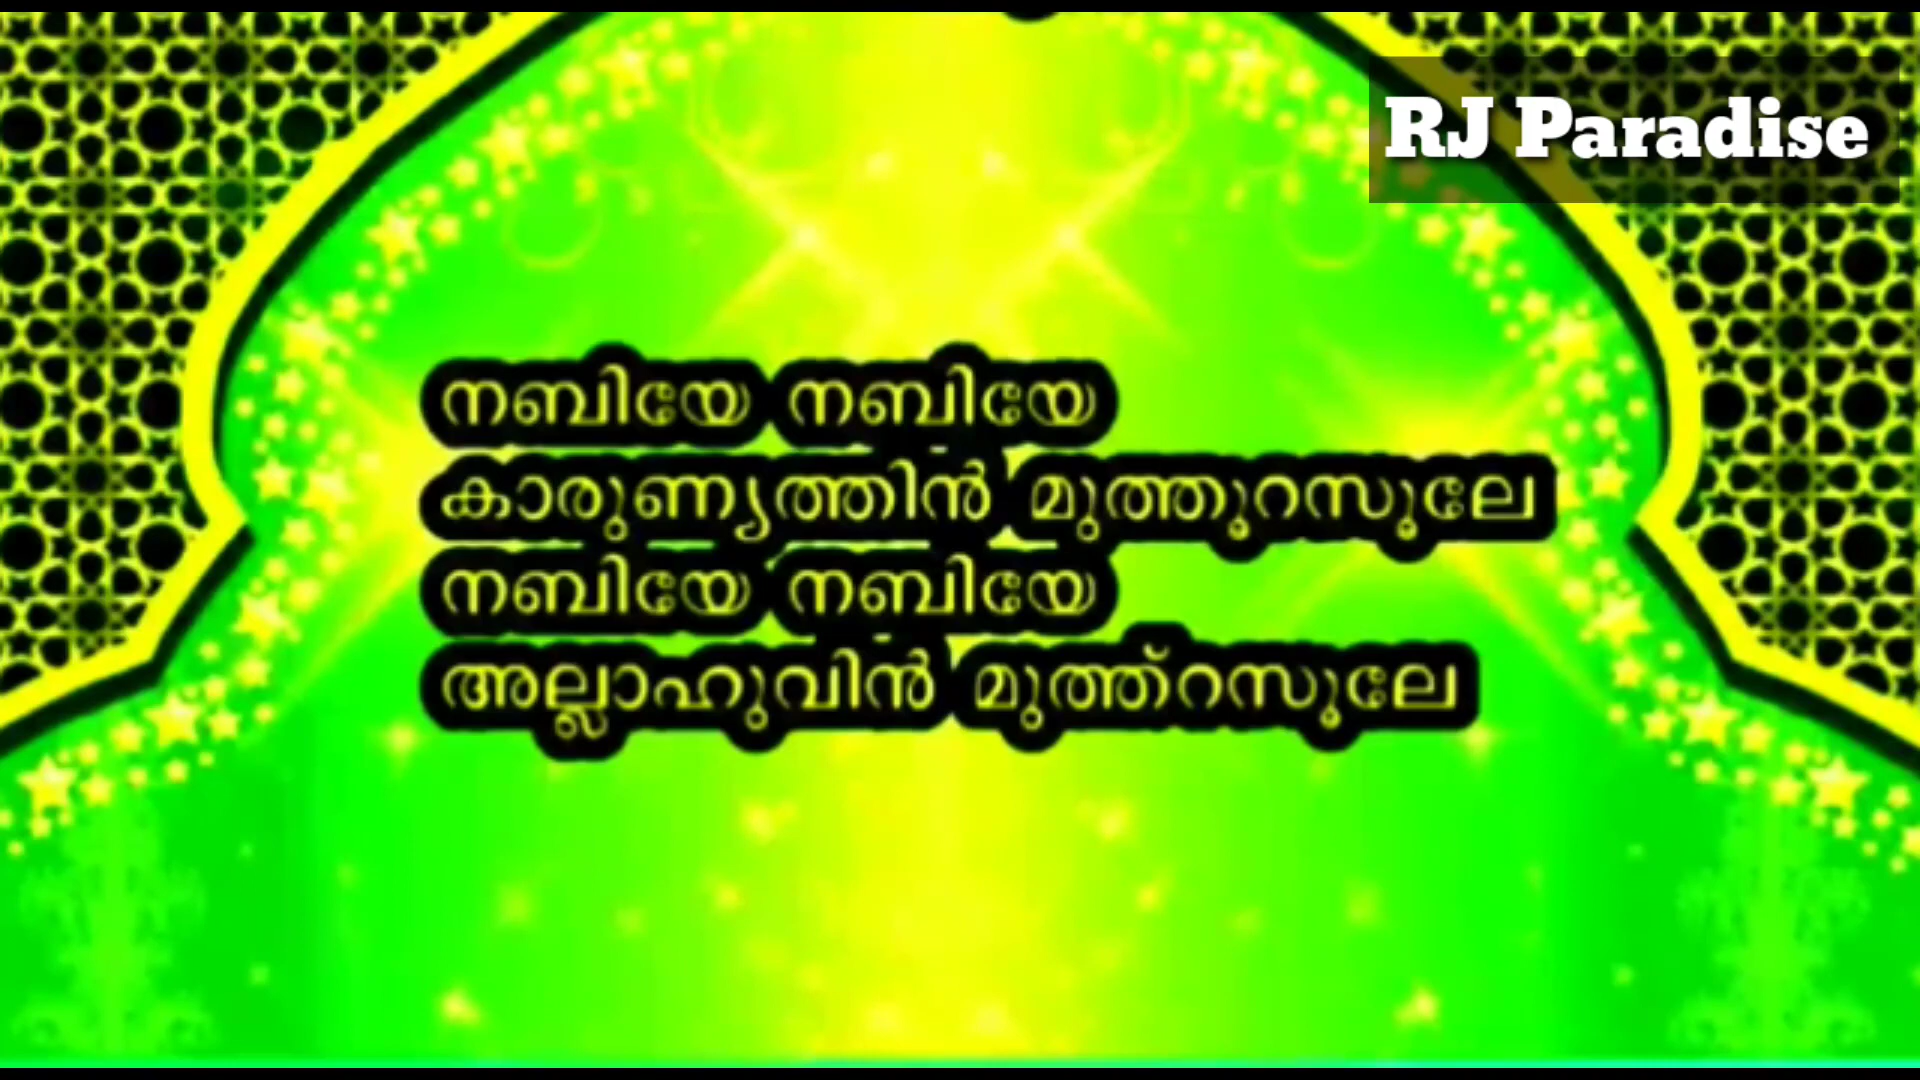 RJ Paradise
നബിയേ നബിയേ
കാരുണ്യത്തിൻ മുത്തൂറസൂലേ
നബിയേ നബിയേ
അല്ലാഹുവിൻ മുത്ത്റസൂലേ